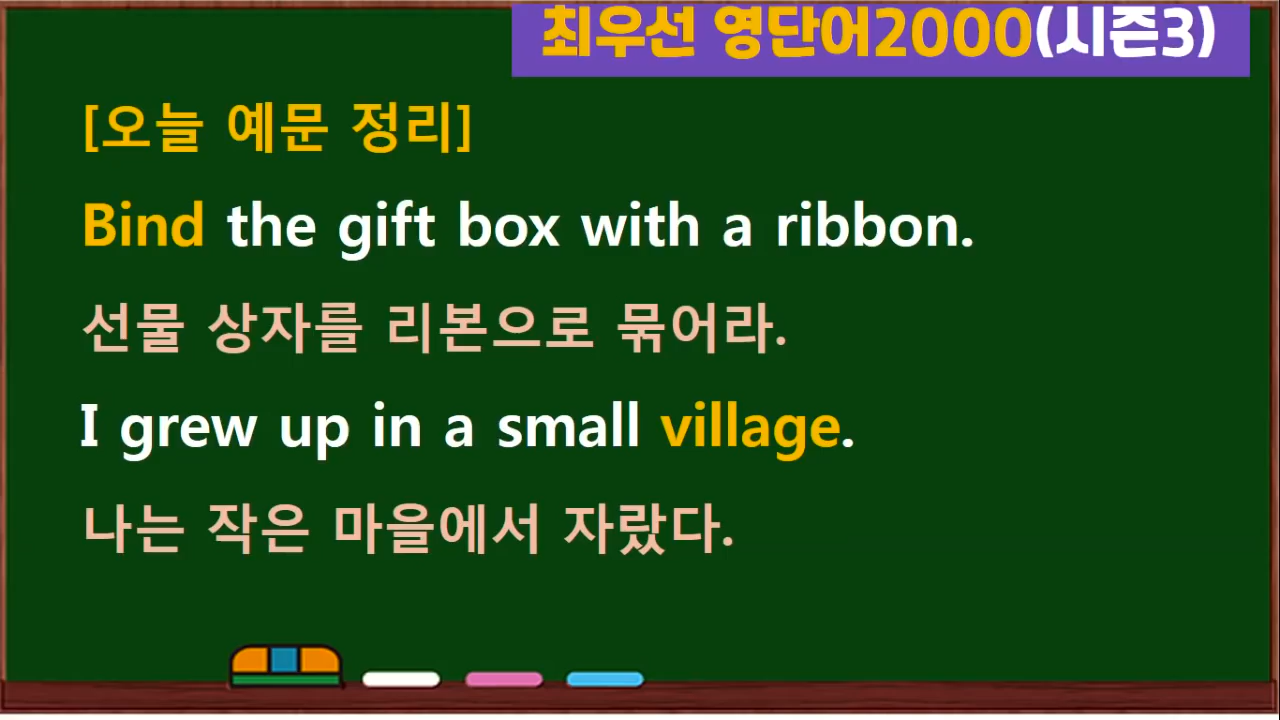 최우선 영단어2000(시즌3)
[오늘 예문 정리]
Bind the gift box with a ribbon.
선물 상자를 리본으로 묶어라.
I grew up in a small village.
나는 작은 마을에서 자랐다.